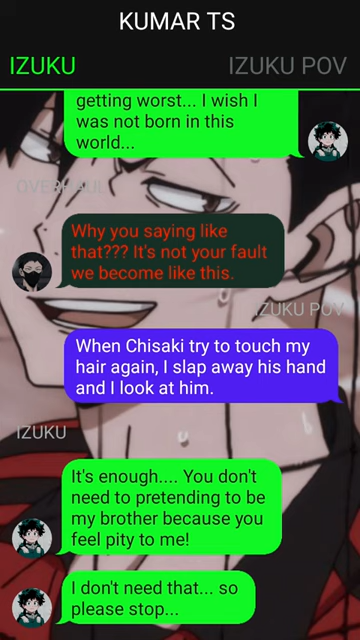 KUMAR TS
IZUKU
IZUKU POV
getting worst... I wish I
was not born in this
world...
OVERHAUL
Why you saying like
that??? It's not your fault
we become like this.
IZUKU POV
When Chisaki try to touch my
hair again, I slap away his hand
and I look at him.
IZUKU
It's enough.... You don't
need to pretending to be
my brother because you
feel pity to me!
I don't need that... so
please stop...